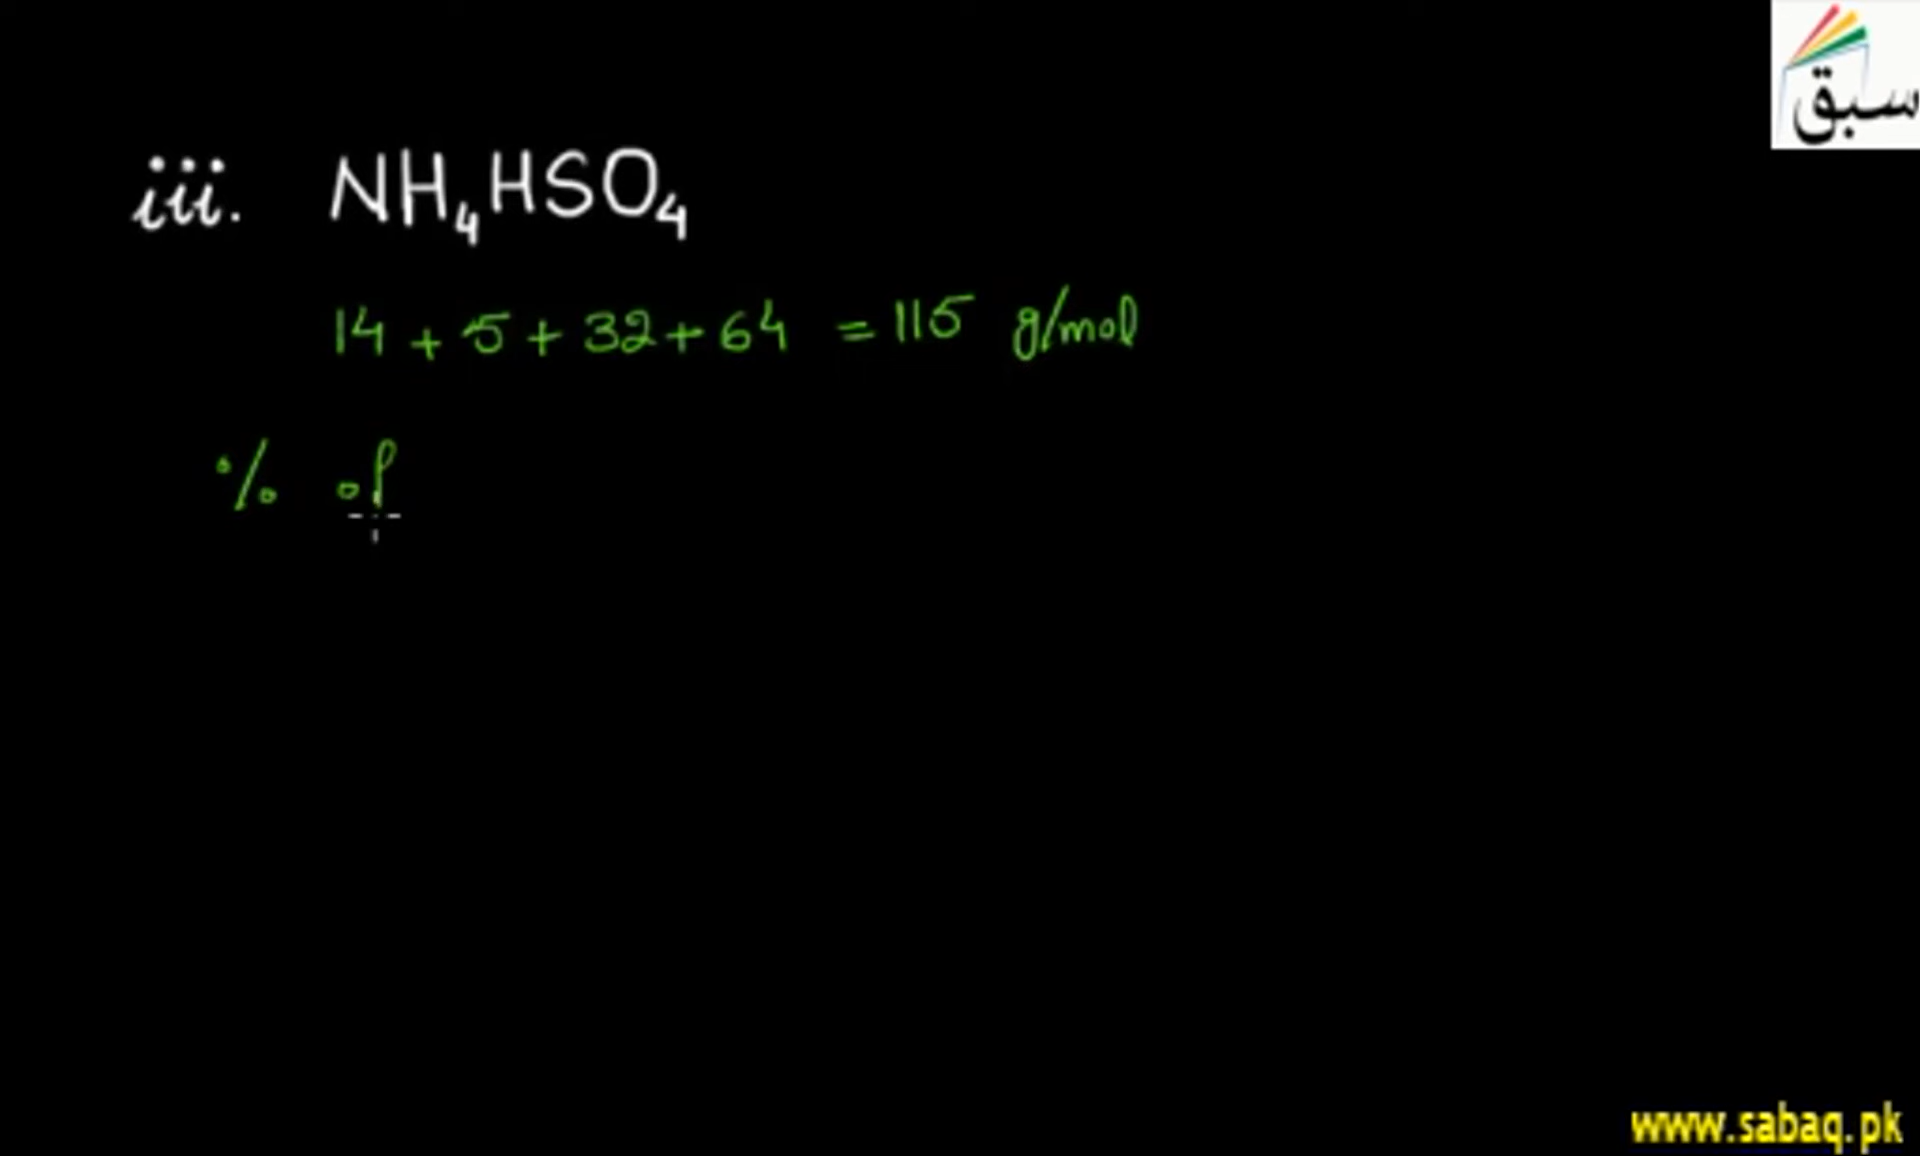 سبق
iii. NH₄HSO₄
14 + 5 + 32 + 64 = 115 g/mol
% of
www.sabaq.pk